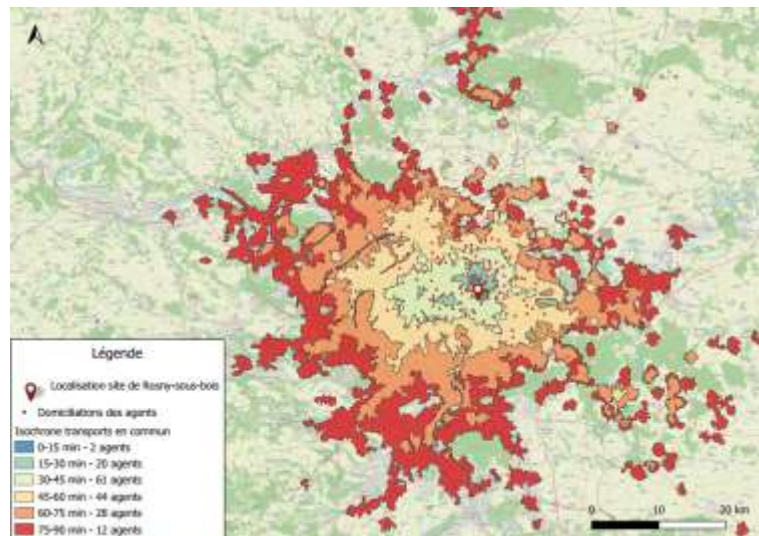 Légende
Localisation site de Rosny-sous-bois
Domiciliations des agents
Isochrone transports en commun
0-15 min - 2 agents
15-30 min - 20 agents
30-45 min - 61 agents
45-60 min - 44 agents
60-75 min - 28 agents
75-90 min - 12 agents
0 10 20 km